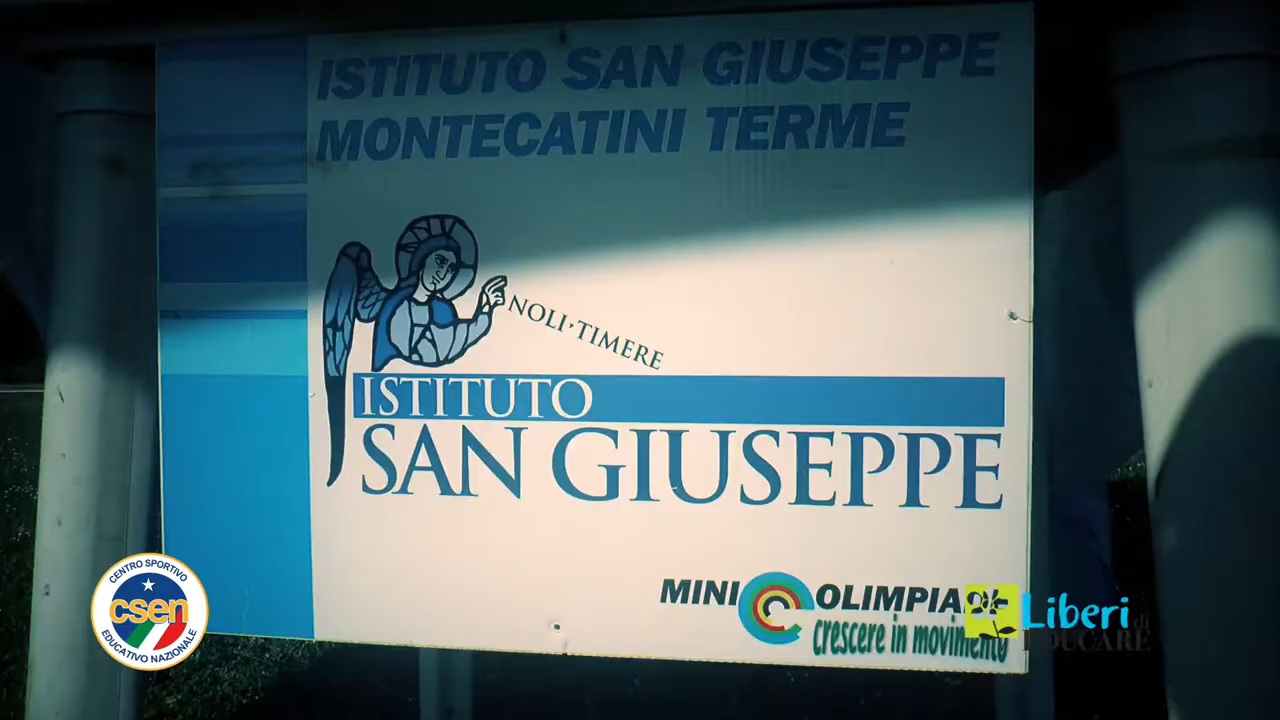 ISTITUTO SAN GIUSEPPE
MONTECATINI TERME
NOLI·TIMERE
ISTITUTO
SAN GIUSEPPE
MINI OLIMPIADE
crescere in movimento
CENTRO SPORTIVO
csen
EDUCATIVO NAZIONALE
Liberi
di
EDUCARE